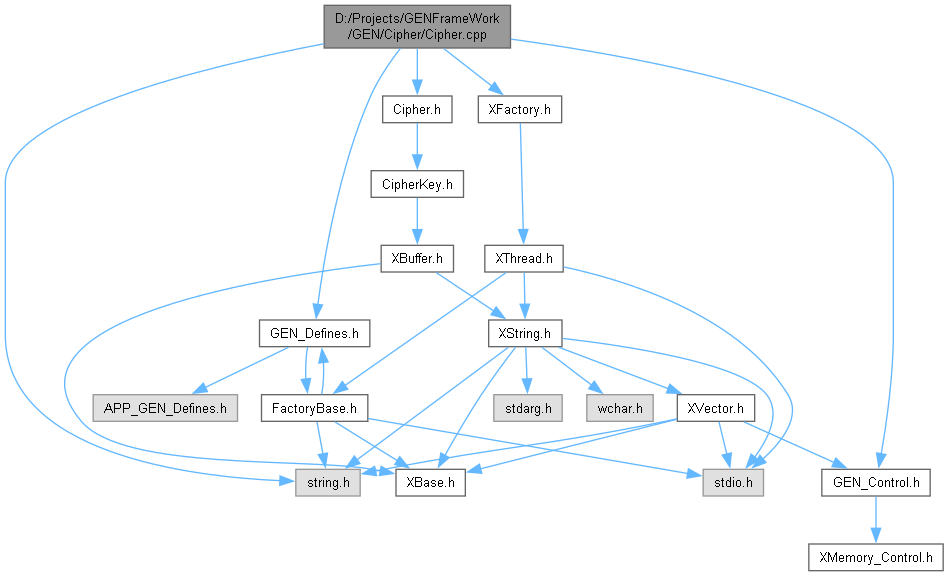 D:/Projects/GENFrameWork
/GEN/Cipher/Cipher.cpp
Cipher.h
XFactory.h
CipherKey.h
XBuffer.h
XThread.h
GEN_Defines.h
XString.h
APP_GEN_Defines.h
FactoryBase.h
stdarg.h
wchar.h
XVector.h
string.h
XBase.h
stdio.h
GEN_Control.h
XMemory_Control.h